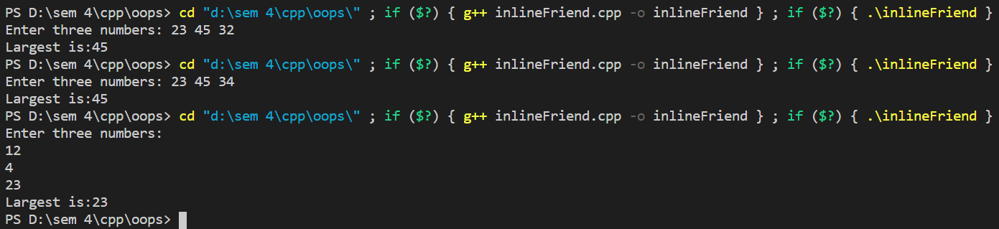 PS D:\sem 4\cpp\oops> cd "d:\sem 4\cpp\oops\" ; if ($?) { g++ inlineFriend.cpp -o inlineFriend } ; if ($?) { .\inlineFriend }
Enter three numbers: 23 45 32
Largest is:45
PS D:\sem 4\cpp\oops> cd "d:\sem 4\cpp\oops\" ; if ($?) { g++ inlineFriend.cpp -o inlineFriend } ; if ($?) { .\inlineFriend }
Enter three numbers: 23 45 34
Largest is:45
PS D:\sem 4\cpp\oops> cd "d:\sem 4\cpp\oops\" ; if ($?) { g++ inlineFriend.cpp -o inlineFriend } ; if ($?) { .\inlineFriend }
Enter three numbers:
12
4
23
Largest is:23
PS D:\sem 4\cpp\oops>